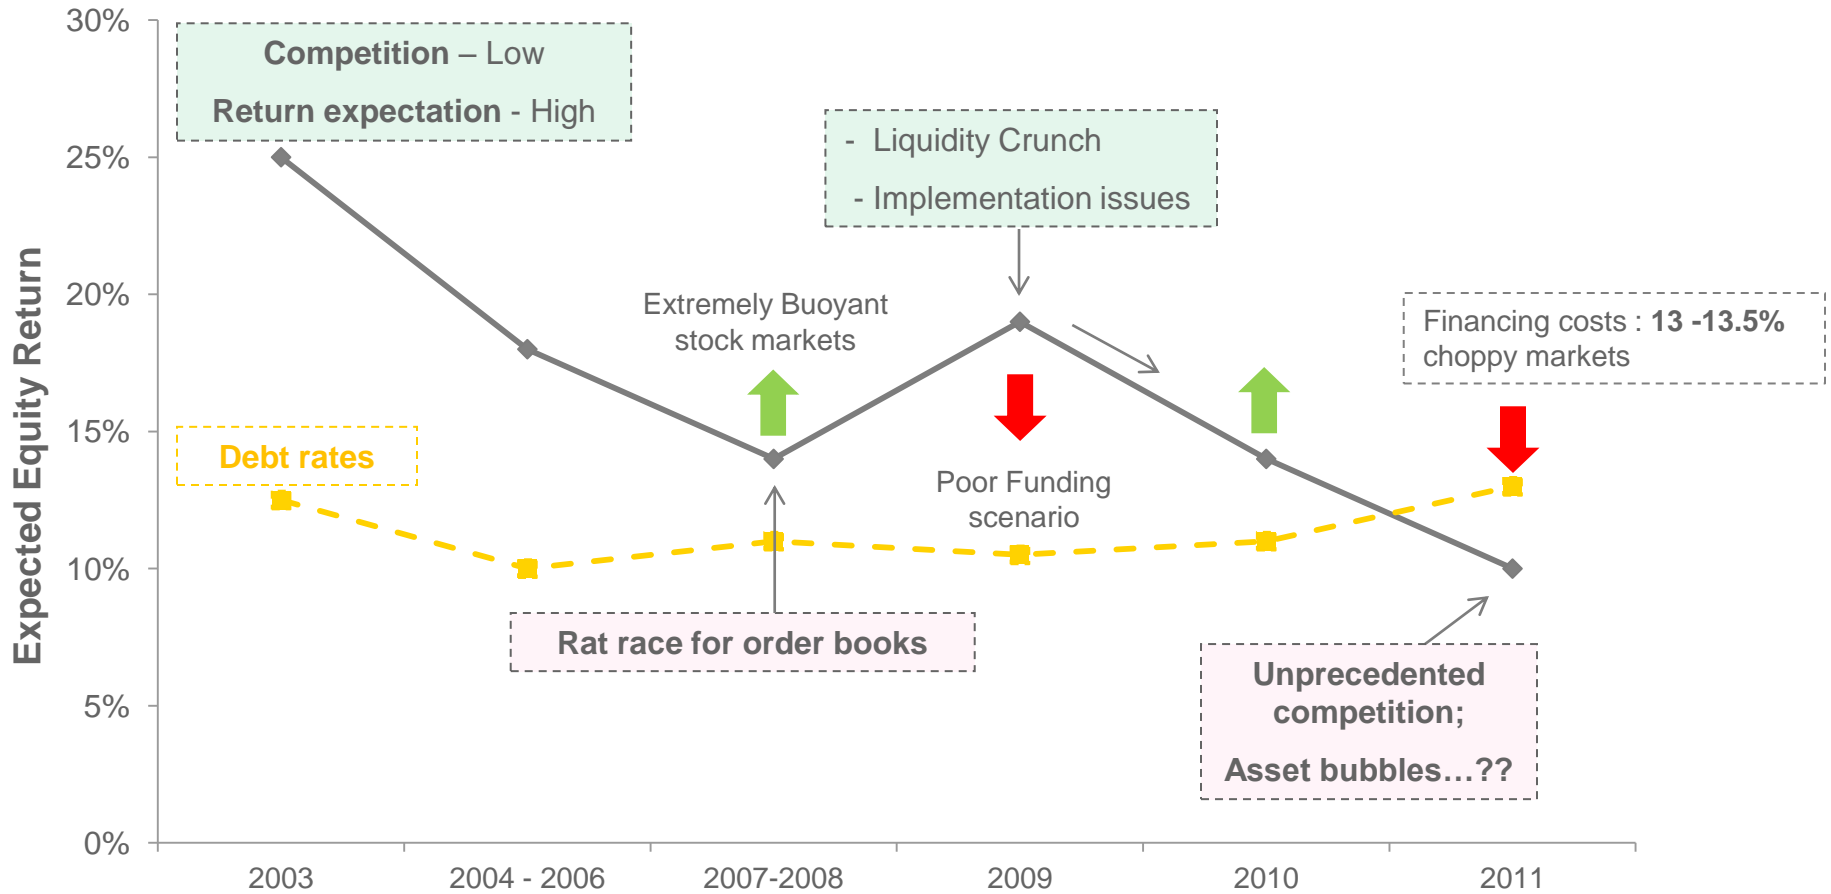 30%
25%
20%
15%
10%
5%
0%
Expected Equity Return
Competition – Low
Return expectation - High
Debt rates
Extremely Buoyant
stock markets
Rat race for order books
- Liquidity Crunch
- Implementation issues
Poor Funding
scenario
Financing costs : 13 -13.5%
choppy markets
Unprecedented
competition;
Asset bubbles…??
2003
2004 - 2006
2007-2008
2009
2010
2011